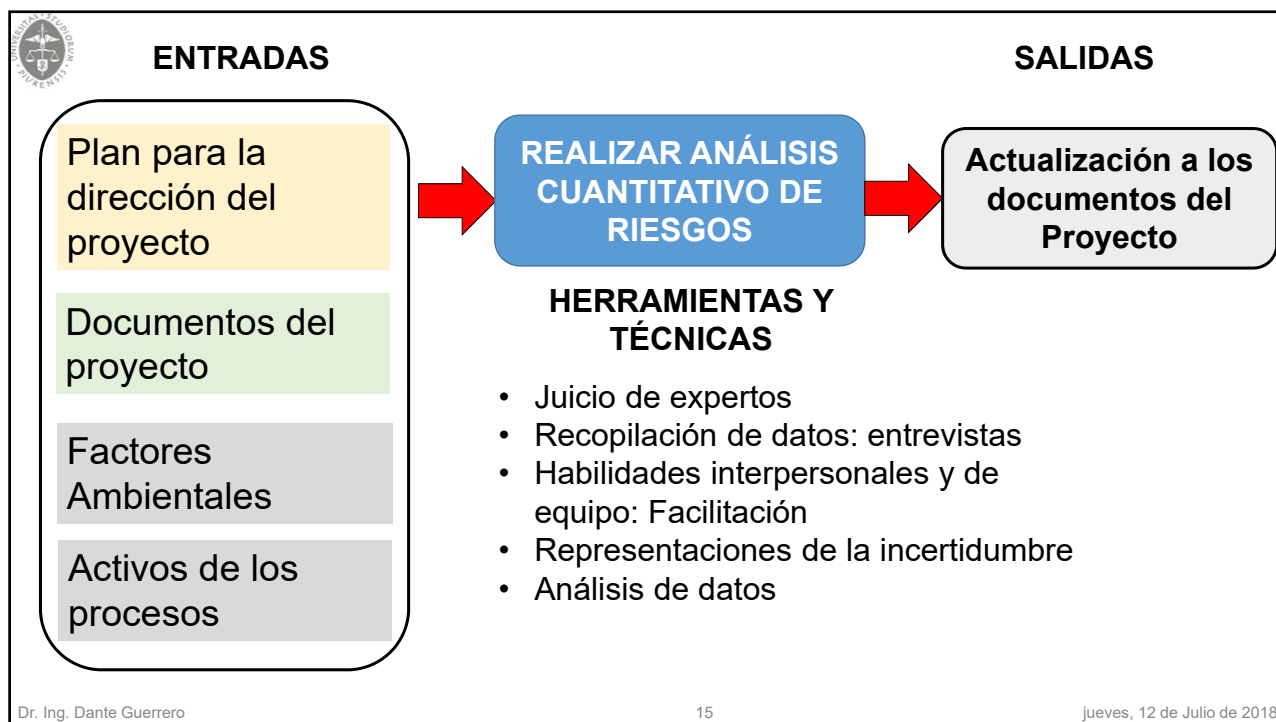 UNIVERSITAS · STUDIORUM · PIURENSIS
ENTRADAS
Plan para la
dirección del
proyecto
Documentos del
proyecto
Factores
Ambientales
Activos de los
procesos
REALIZAR ANÁLISIS
CUANTITATIVO DE
RIESGOS
HERRAMIENTAS Y
TÉCNICAS
• Juicio de expertos
• Recopilación de datos: entrevistas
• Habilidades interpersonales y de
equipo: Facilitación
• Representaciones de la incertidumbre
• Análisis de datos
SALIDAS
Actualización a los
documentos del
Proyecto
Dr. Ing. Dante Guerrero
15
jueves, 12 de Julio de 2018